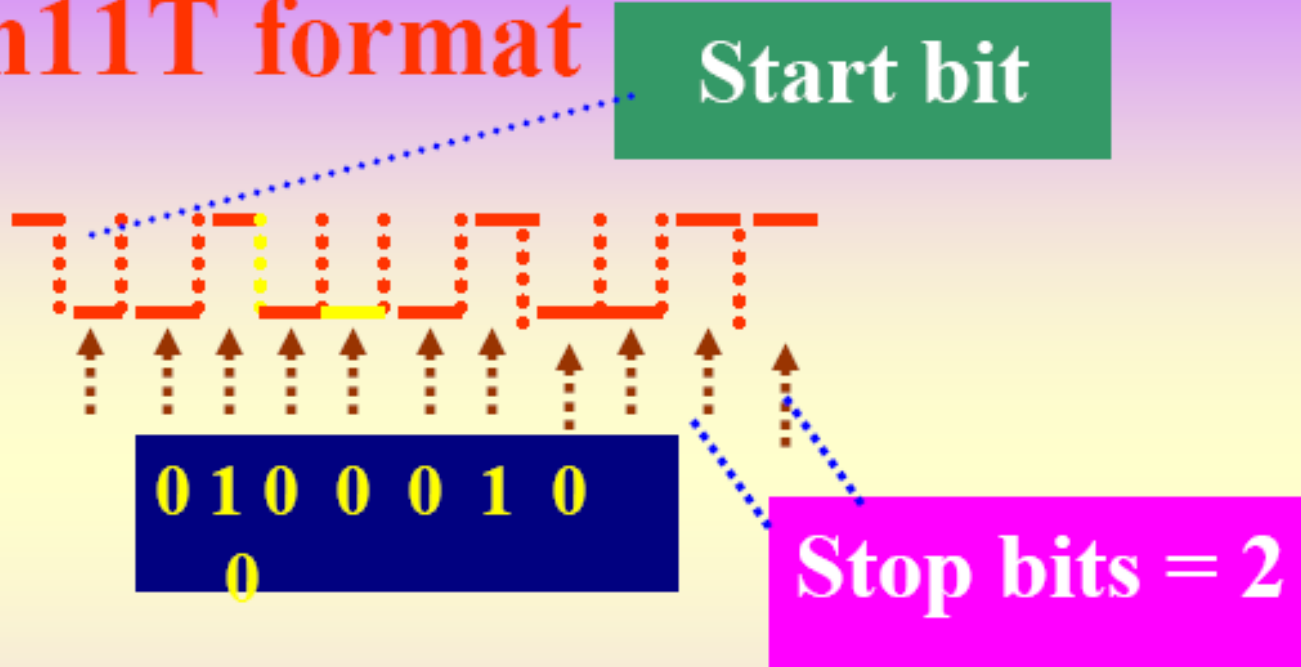 n11T format
Start bit
0 1 0 0 0 1 0
0
Stop bits = 2